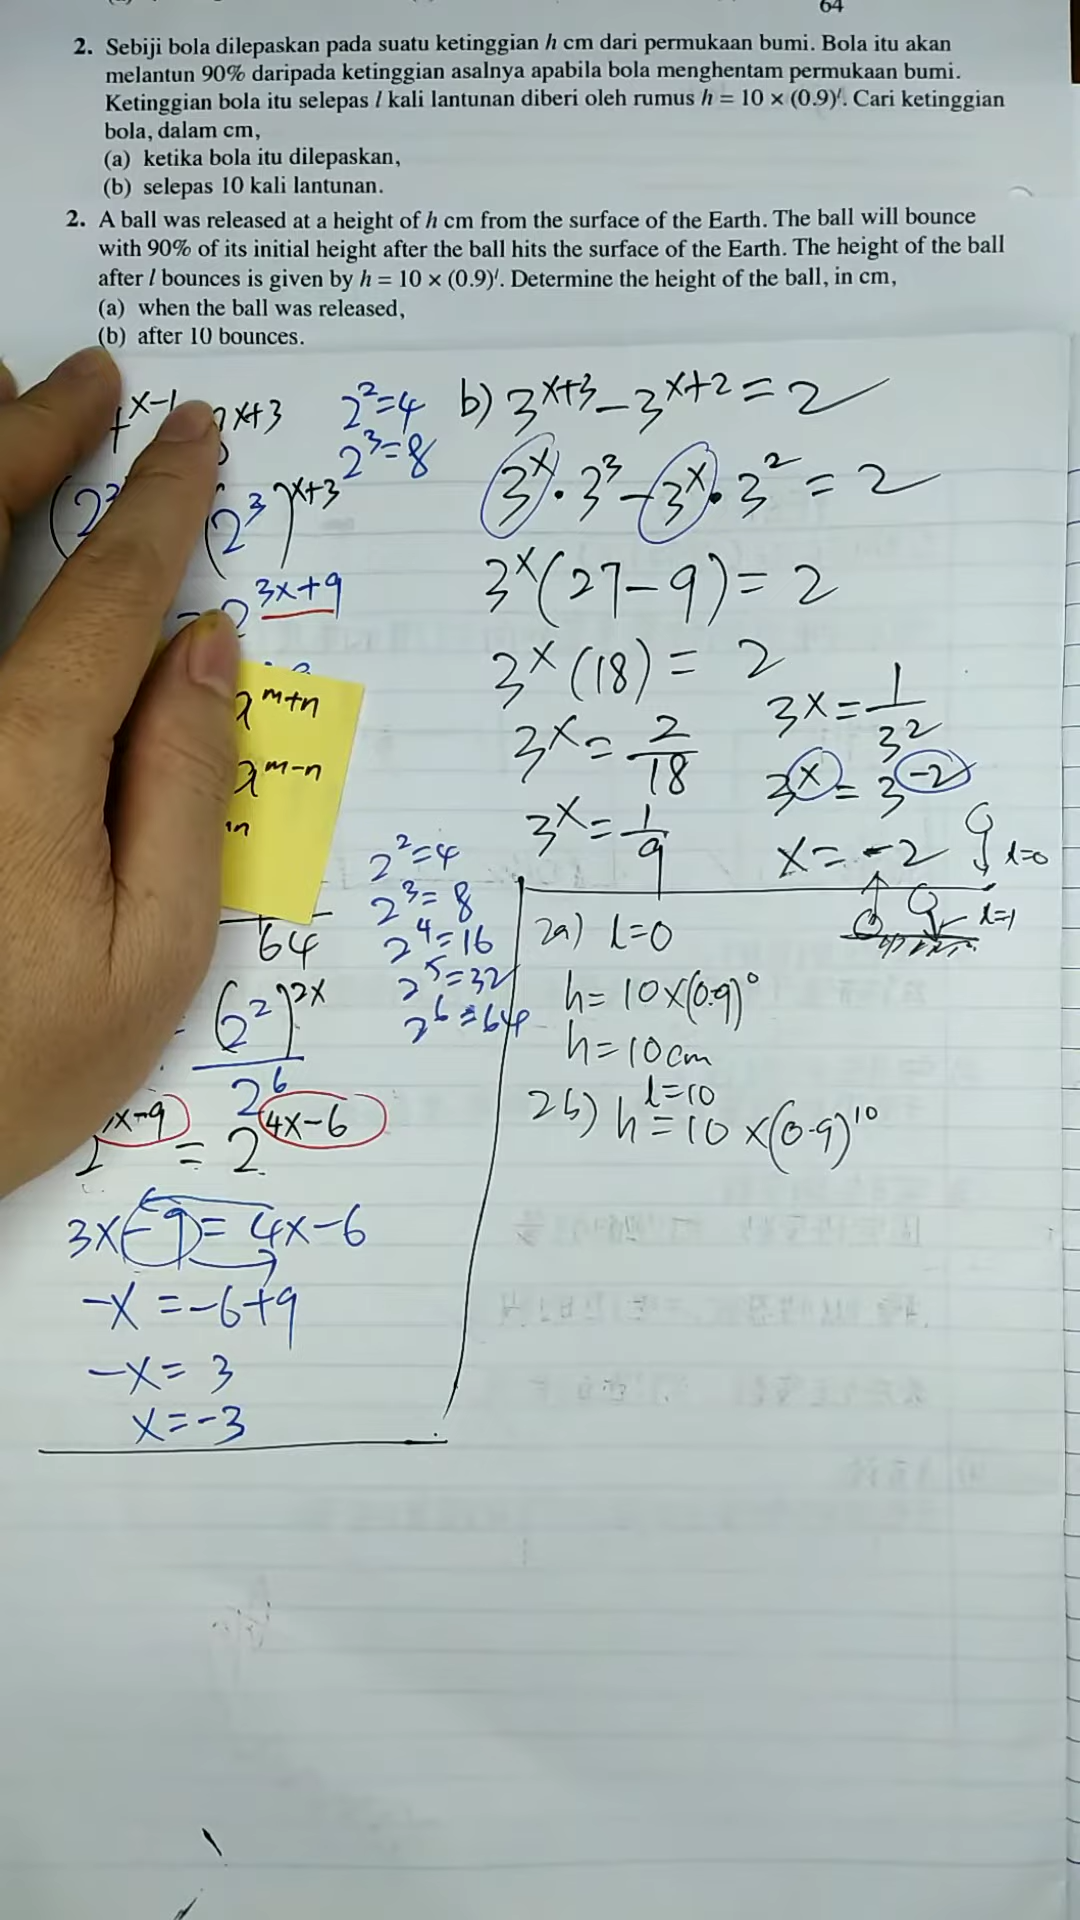 64
2. Sebiji bola dilepaskan pada suatu ketinggian h cm dari permukaan bumi. Bola itu akan
melantun 90% daripada ketinggian asalnya apabila bola menghentam permukaan bumi.
Ketinggian bola itu selepas l kali lantunan diberi oleh rumus h = 10 × (0.9)^l. Cari ketinggian
bola, dalam cm,
(a) ketika bola itu dilepaskan,
(b) selepas 10 kali lantunan.
2. A ball was released at a height of h cm from the surface of the Earth. The ball will bounce
with 90% of its initial height after the ball hits the surface of the Earth. The height of the ball
after l bounces is given by h = 10 × (0.9)^l. Determine the height of the ball, in cm,
(a) when the ball was released,
(b) after 10 bounces.
x-1
x+3
2^2=4
2^3=8
(2^3)^x+3
= 2^3x+9
a^m+n
a^m-n
64
2^2=4
2^3=8
2^4=16
2^5=32
2^6=64
= (2^2)^2x
2^6
x-9 = 2^4x-6
3x-9=4x-6
-x=-6+9
-x=3
x=-3
b) 3^x+3 - 3^x+2 = 2
3^x · 3^3 - 3^x · 3^2 = 2
3^x(27-9) = 2
3^x(18) = 2
3^x = 2/18
3^x = 1/9
3^x = 1/3^2
3^x = 3^-2
x = -2
l=0
l=1
2a) l=0
h=10×(0.9)^0
h=10cm
2b) l=10
h=10×(0.9)^10